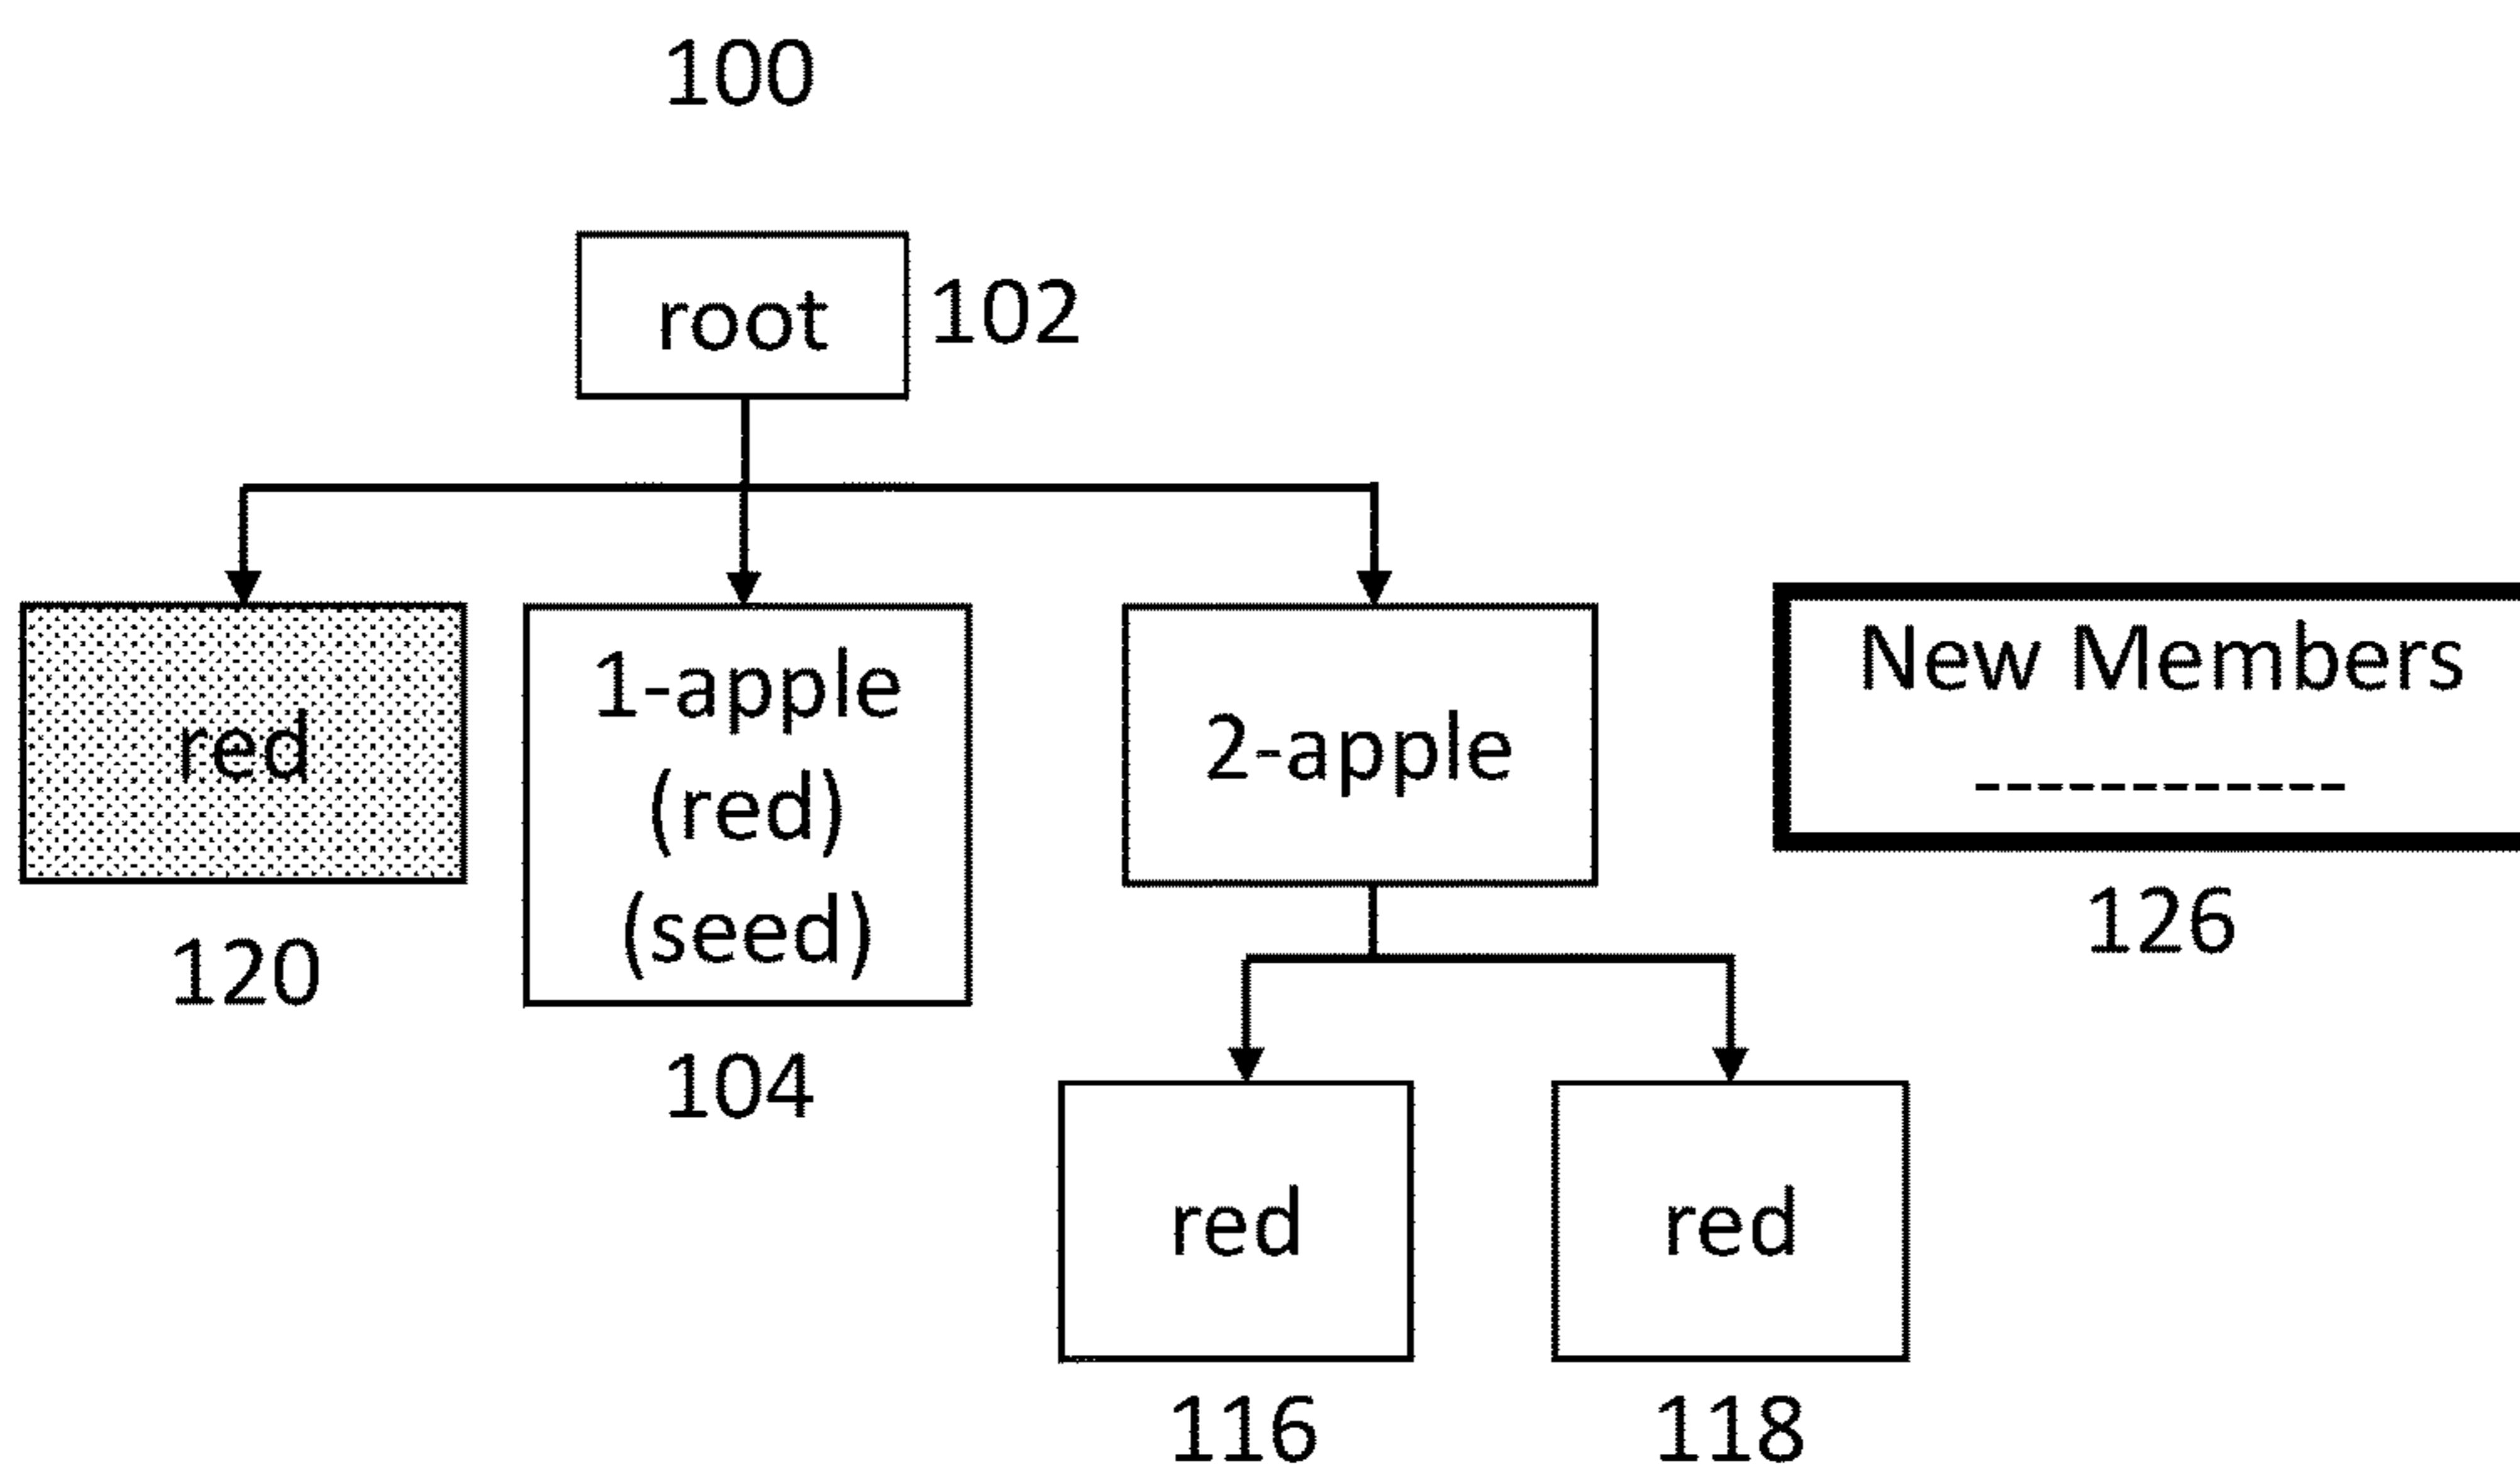 100
root
102
red
120
1-apple
(red)
(seed)
104
2-apple
New Members
------------
126
red
116
red
118